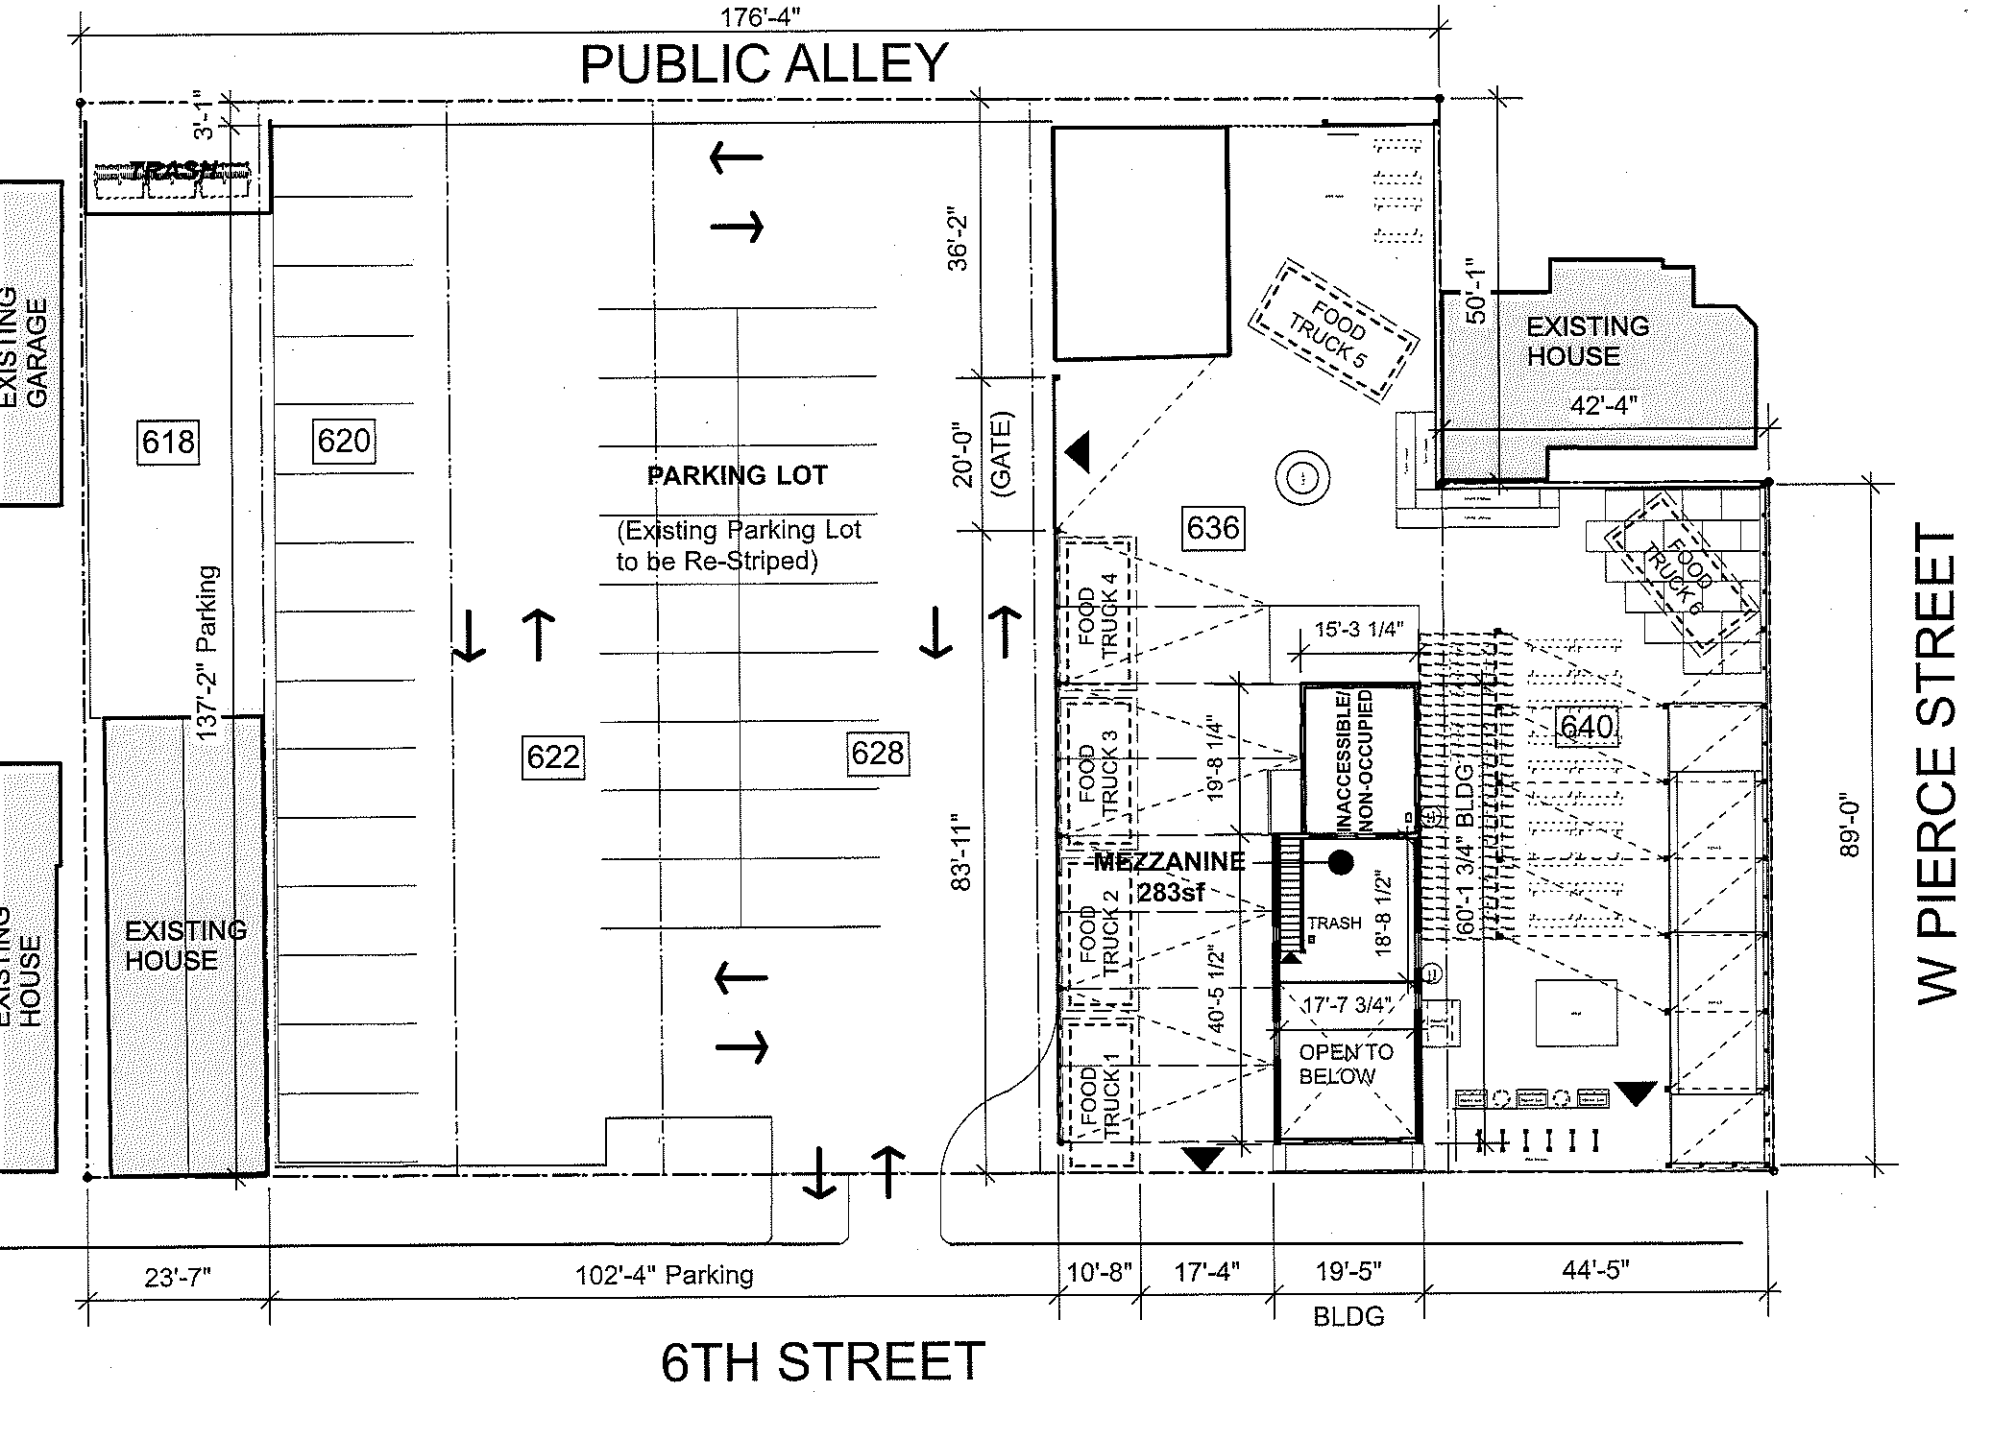 176'-4"
PUBLIC ALLEY
3'-1"
TRASH
36'-2"
50'-1"
EXISTING
GARAGE
FOOD
TRUCK 5
EXISTING
HOUSE
42'-4"
618
620
20'-0"
(GATE)
PARKING LOT
(Existing Parking Lot
to be Re-Striped)
636
FOOD
TRUCK 6
137'-2" Parking
FOOD
TRUCK 4
15'-3 1/4"
W PIERCE STREET
622
628
FOOD
TRUCK 3
19'-8 1/4"
INACCESSIBLE/
NON-OCCUPIED
640
83'-11"
MEZZANINE
283sf
60'-1 3/4" BLDG
89'-0"
EXISTING
HOUSE
EXISTING
HOUSE
FOOD
TRUCK 2
TRASH
18'-8 1/2"
40'-5 1/2"
17'-7 3/4"
OPEN TO
BELOW
FOOD
TRUCK 1
23'-7"
102'-4" Parking
10'-8"
17'-4"
19'-5"
BLDG
44'-5"
6TH STREET